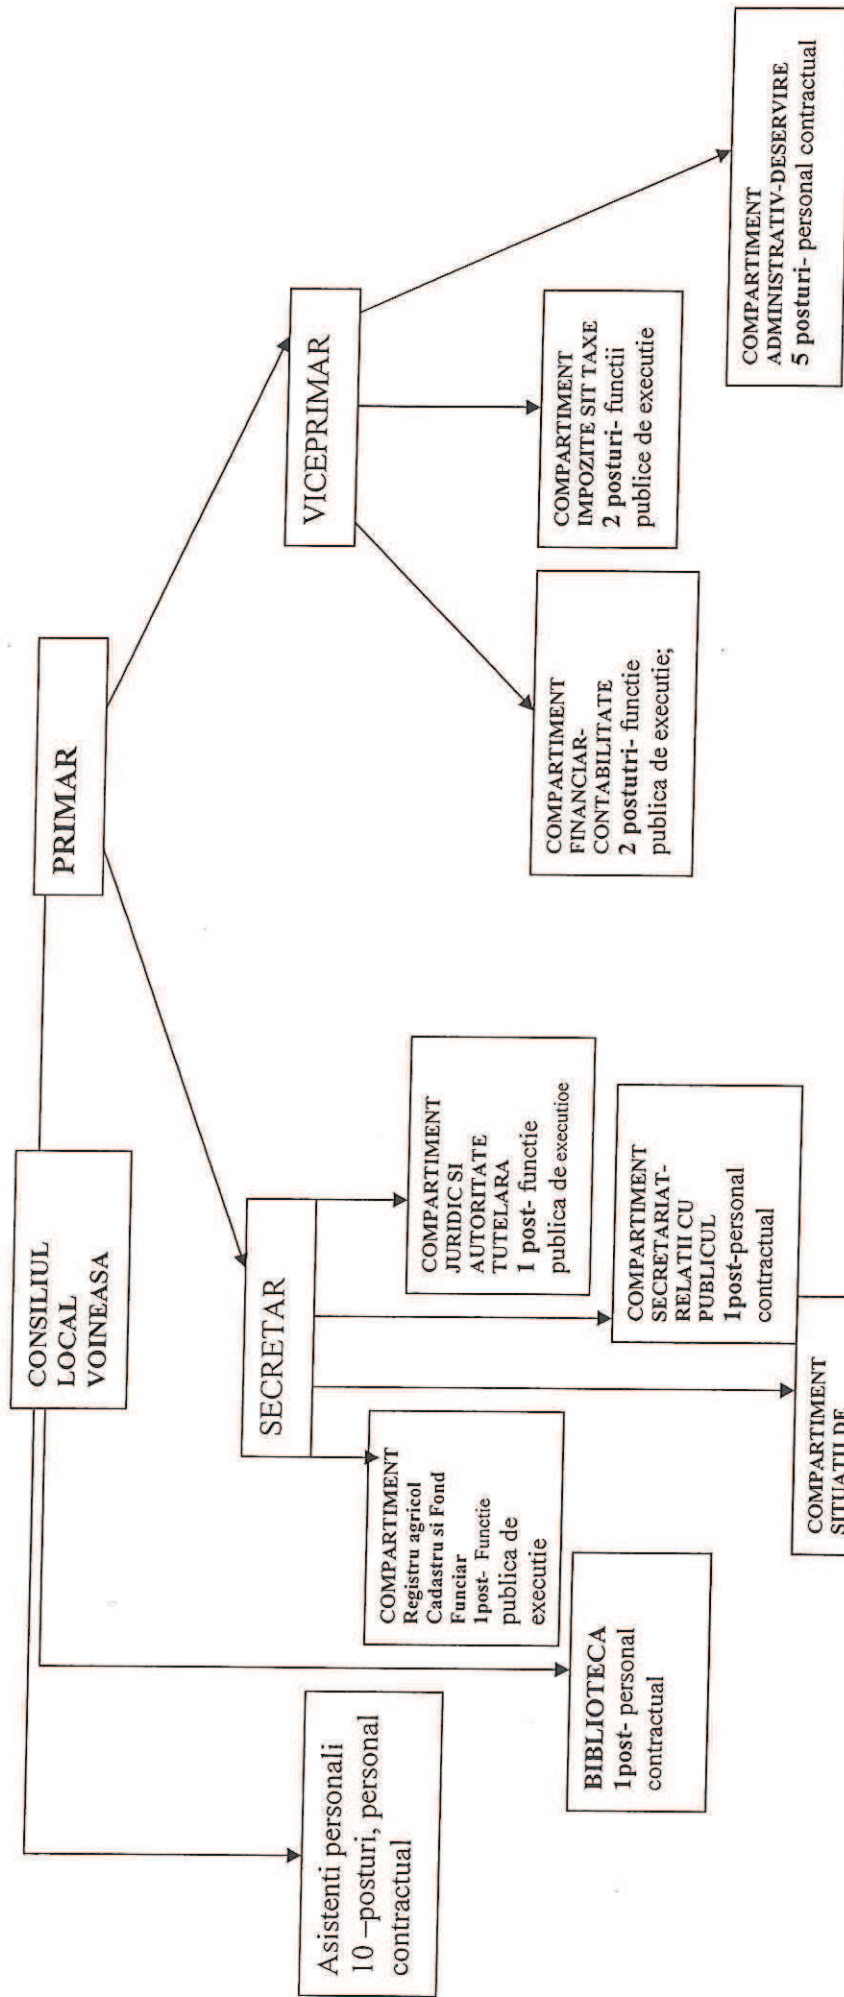 CONSILIUL
LOCAL
VOINEASA
PRIMAR
SECRETAR
VICEPRIMAR
Asistenti personali
10 –posturi, personal
contractual
COMPARTIMENT
Registru agricol
Cadastru si Fond
Funciar
1post- Functie
publica de
executie
COMPARTIMENT
JURIDIC SI
AUTORITATE
TUTELARA
1 post- functie
publica de executioe
COMPARTIMENT
FINANCIAR-
CONTABILITATE
2 postutri- functie
publica de executie;
COMPARTIMENT
IMPOZITE SIT TAXE
2 posturi- functii
publice de executie
BIBLIOTECA
1post- personal
contractual
COMPARTIMENT
SECRETARIAT-
RELATII CU
PUBLICUL
1post-personal
contractual
COMPARTIMENT
ADMINISTRATIV-DESERVIRE
5 posturi- personal contractual
COMPARTIMENT
SITUATII DE